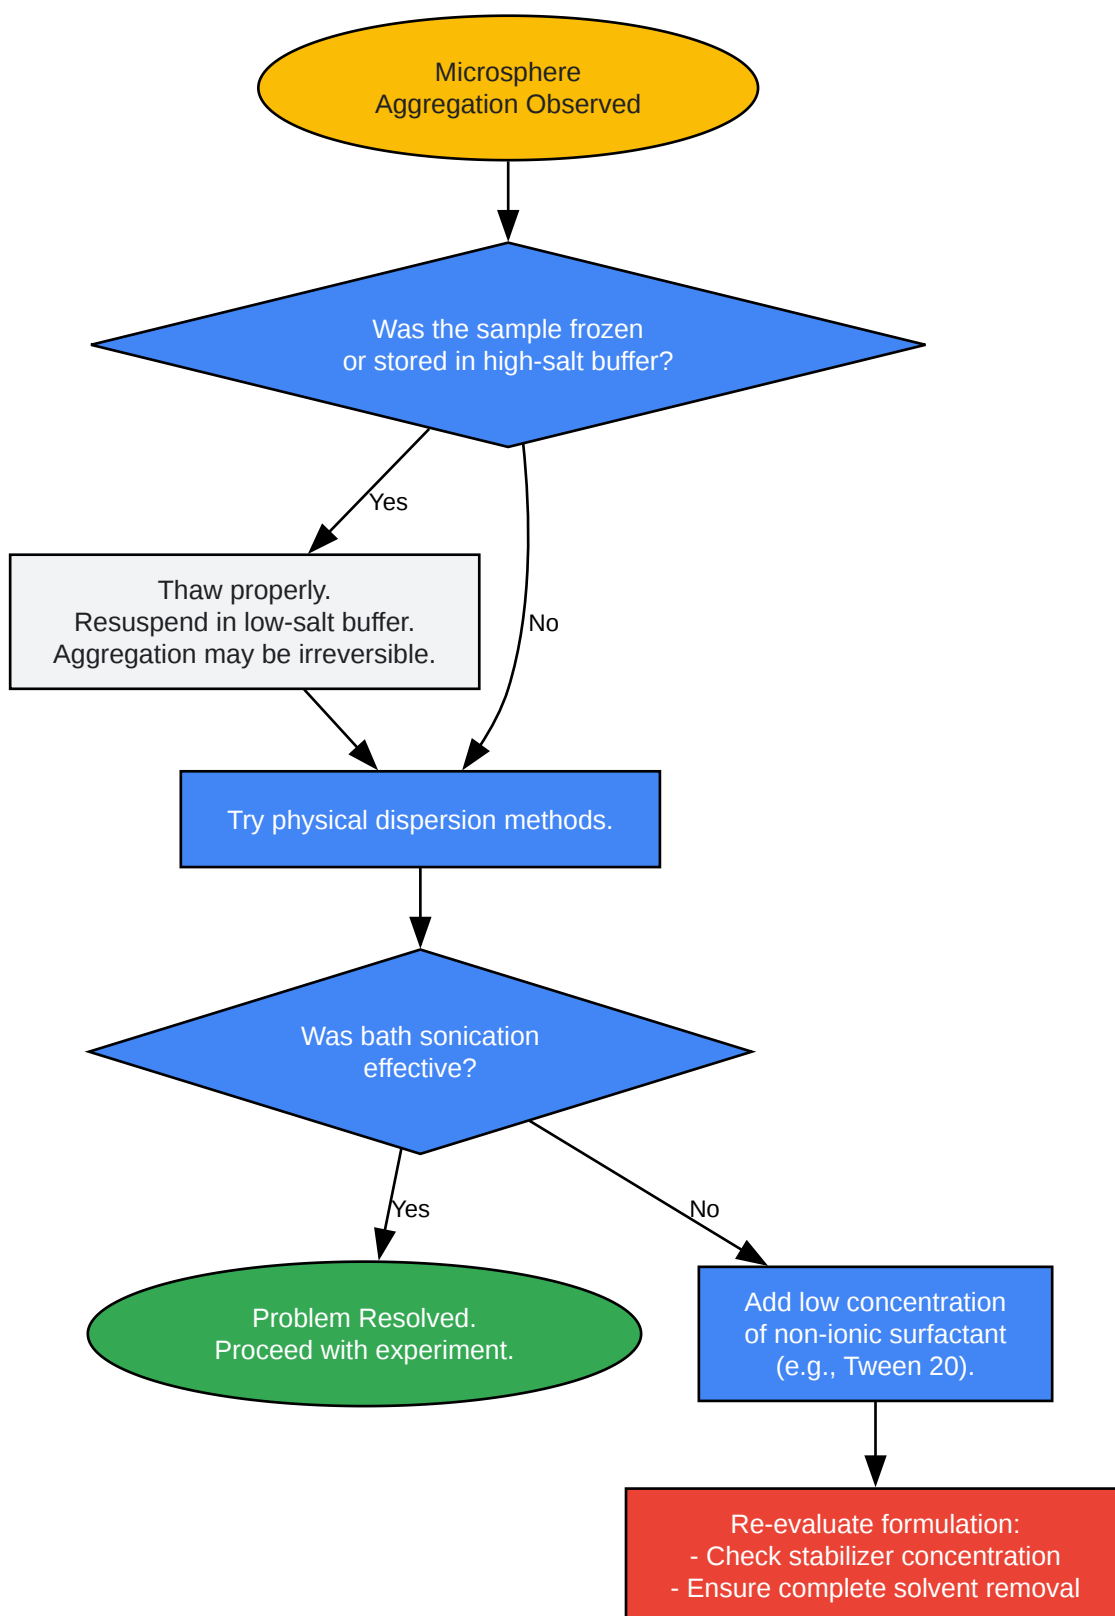 Microsphere
Aggregation Observed
Was the sample frozen
or stored in high-salt buffer?
Yes
Thaw properly.
Resuspend in low-salt buffer.
Aggregation may be irreversible.
No
Try physical dispersion methods.
Was bath sonication
effective?
Yes
No
Problem Resolved.
Proceed with experiment.
Add low concentration
of non-ionic surfactant
(e.g., Tween 20).
Re-evaluate formulation:
- Check stabilizer concentration
- Ensure complete solvent removal